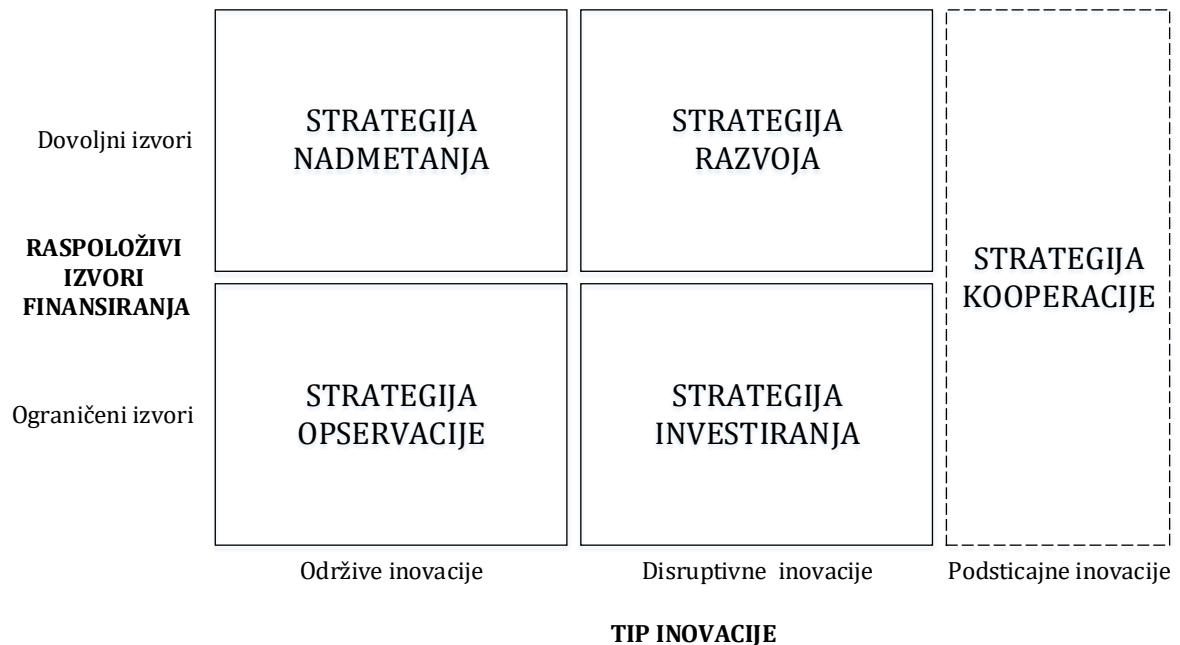 Dovoljni izvori
STRATEGIJA
NADMETANJA
STRATEGIJA
RAZVOJA
RASPOLOŽIVI
IZVORI
FINANSIRANJA
STRATEGIJA
KOOPERACIJE
Ograničeni izvori
STRATEGIJA
OPSERVACIJE
STRATEGIJA
INVESTIRANJA
Održive inovacije
Disruptivne  inovacije
Podsticajne inovacije
TIP INOVACIJE